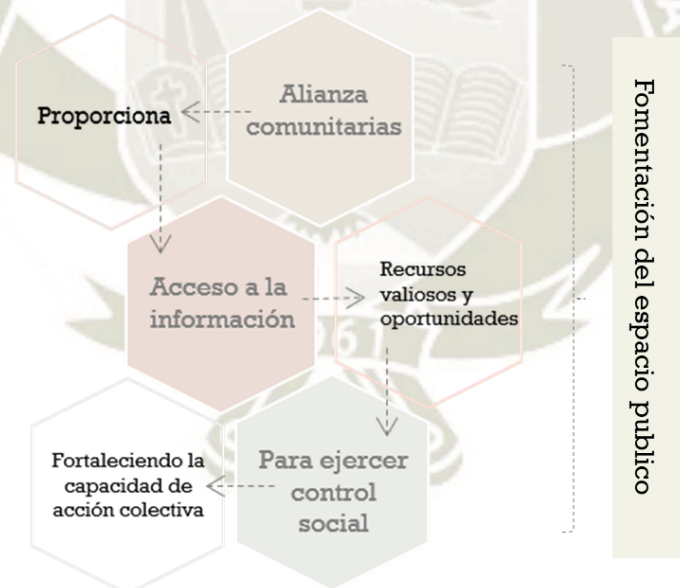 Alianza
comunitarias
Proporciona
Acceso a la
información
Recursos
valiosos y
oportunidades
Para ejercer
control
social
Fortaleciendo la
capacidad de
acción colectiva
Fomentación del espacio publico